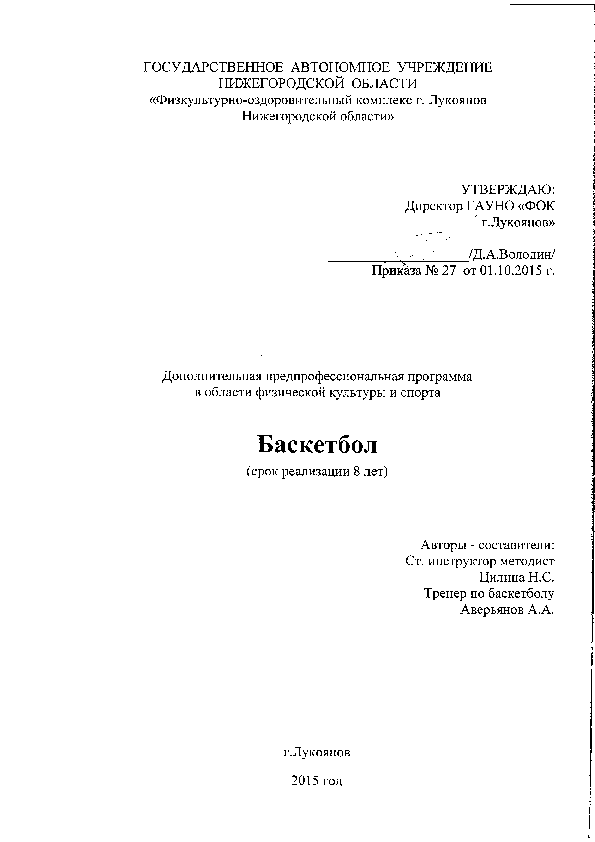 ГОСУДАРСТВЕННОЕ АВТОНОМНОЕ УЧРЕЖДЕНИЕ
НИЖЕГОРОДСКОЙ ОБЛАСТИ
«Физкультурно-оздоровительный комплекс г. Лукоянов
Нижегородской области»
УТВЕРЖДАЮ:
Директор ГАУНО «ФОК
г.Лукоянов»
________________/Д.А.Володин/
Приказа № 27 от 01.10.2015 г.
Дополнительная предпрофессиональная программа
в области физической культуры и спорта
Баскетбол
(срок реализации 8 лет)
Авторы - составители:
Ст. инструктор методист
Цилина Н.С.
Тренер по баскетболу
Аверьянов А.А.
г.Лукоянов
2015 год